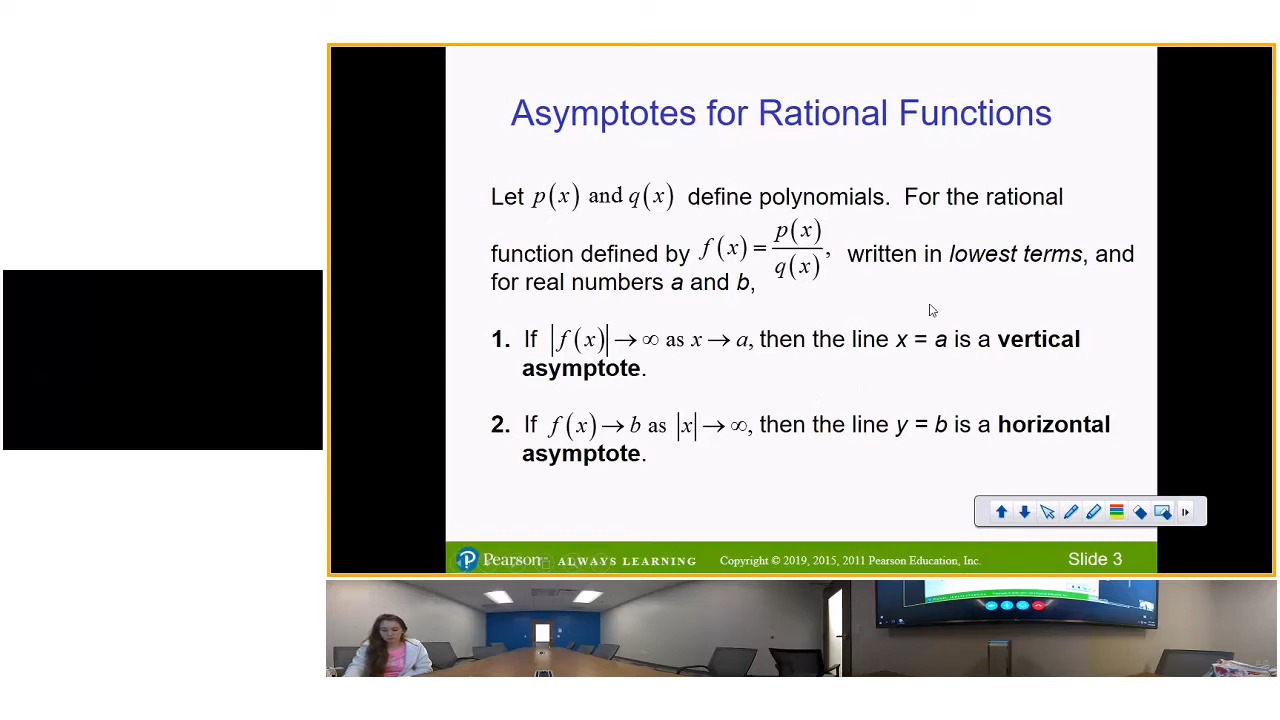 Asymptotes for Rational Functions
Let p(x) and q(x) define polynomials. For the rational
function defined by f(x) = p(x)/q(x), written in lowest terms, and
for real numbers a and b,
1. If |f(x)| → ∞ as x → a, then the line x = a is a vertical
asymptote.
2. If f(x) → b as |x| → ∞, then the line y = b is a horizontal
asymptote.
Pearson ALWAYS LEARNING Copyright © 2019, 2015, 2011 Pearson Education, Inc. Slide 3